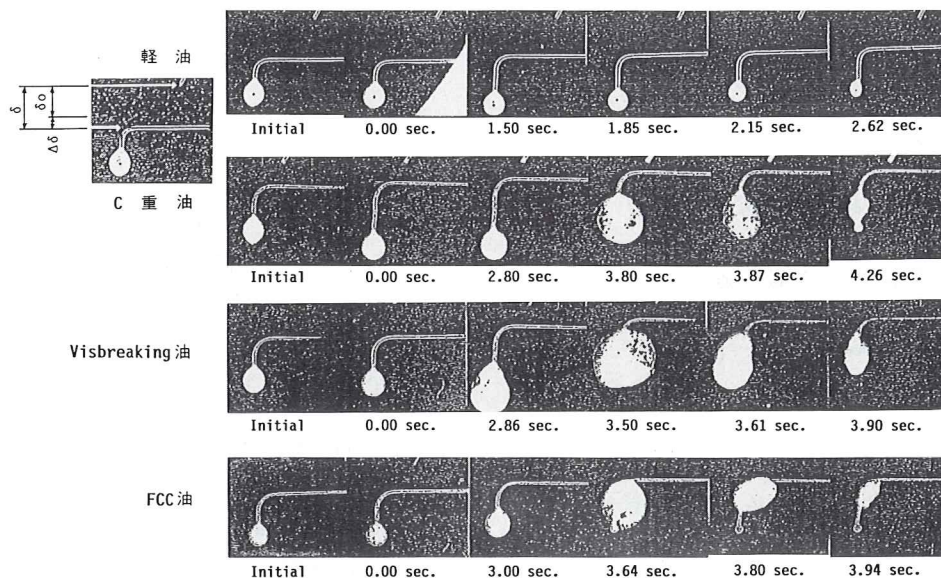 軽油
Initial 0.00 sec. 1.50 sec. 1.85 sec. 2.15 sec. 2.62 sec.
δ δo Δδ
C 重油
Initial 0.00 sec. 2.80 sec. 3.80 sec. 3.87 sec. 4.26 sec.
Visbreaking油
Initial 0.00 sec. 2.86 sec. 3.50 sec. 3.61 sec. 3.90 sec.
FCC油
Initial 0.00 sec. 3.00 sec. 3.64 sec. 3.80 sec. 3.94 sec.